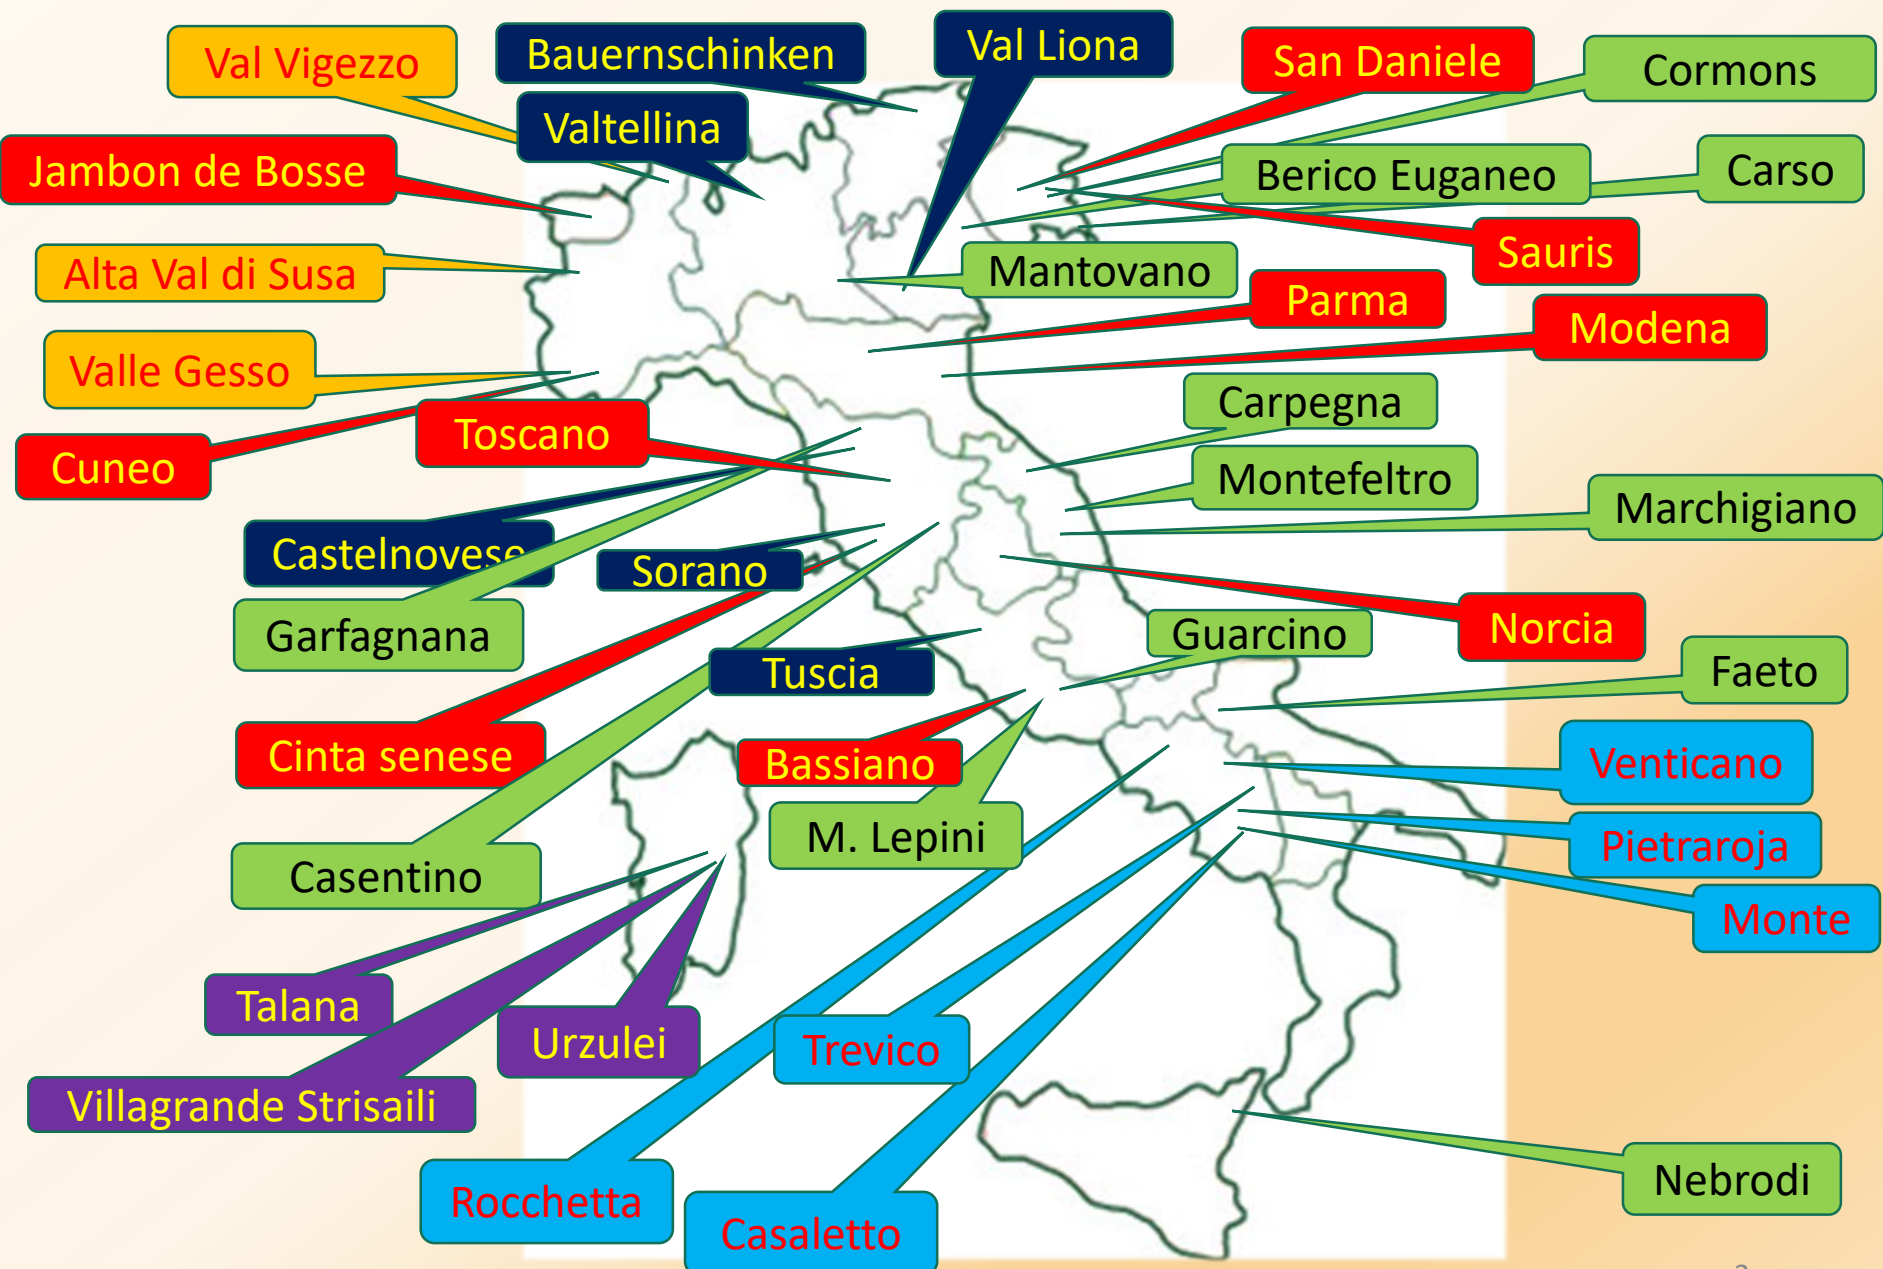 Val Vigezzo
Bauernschinken
Val Liona
San Daniele
Cormons
Valtellina
Jambon de Bosse
Berico Euganeo
Carso
Alta Val di Susa
Mantovano
Sauris
Parma
Modena
Valle Gesso
Carpegna
Toscano
Cuneo
Montefeltro
Marchigiano
Castelnovese
Sorano
Garfagnana
Guarcino
Norcia
Tuscia
Faeto
Cinta senese
Bassiano
Venticano
M. Lepini
Pietraroja
Casentino
Monte
Talana
Urzulei
Trevico
Villagrande Strisaili
Nebrodi
Rocchetta
Casaletto